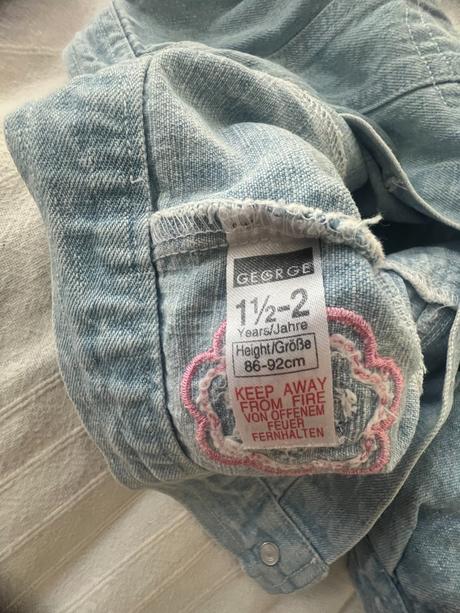 GEORGE
1½-2
Years/Jahre
Height/Größe
86-92cm
KEEP AWAY
FROM FIRE
VON OFFENEM
FEUER
FERNHALTEN